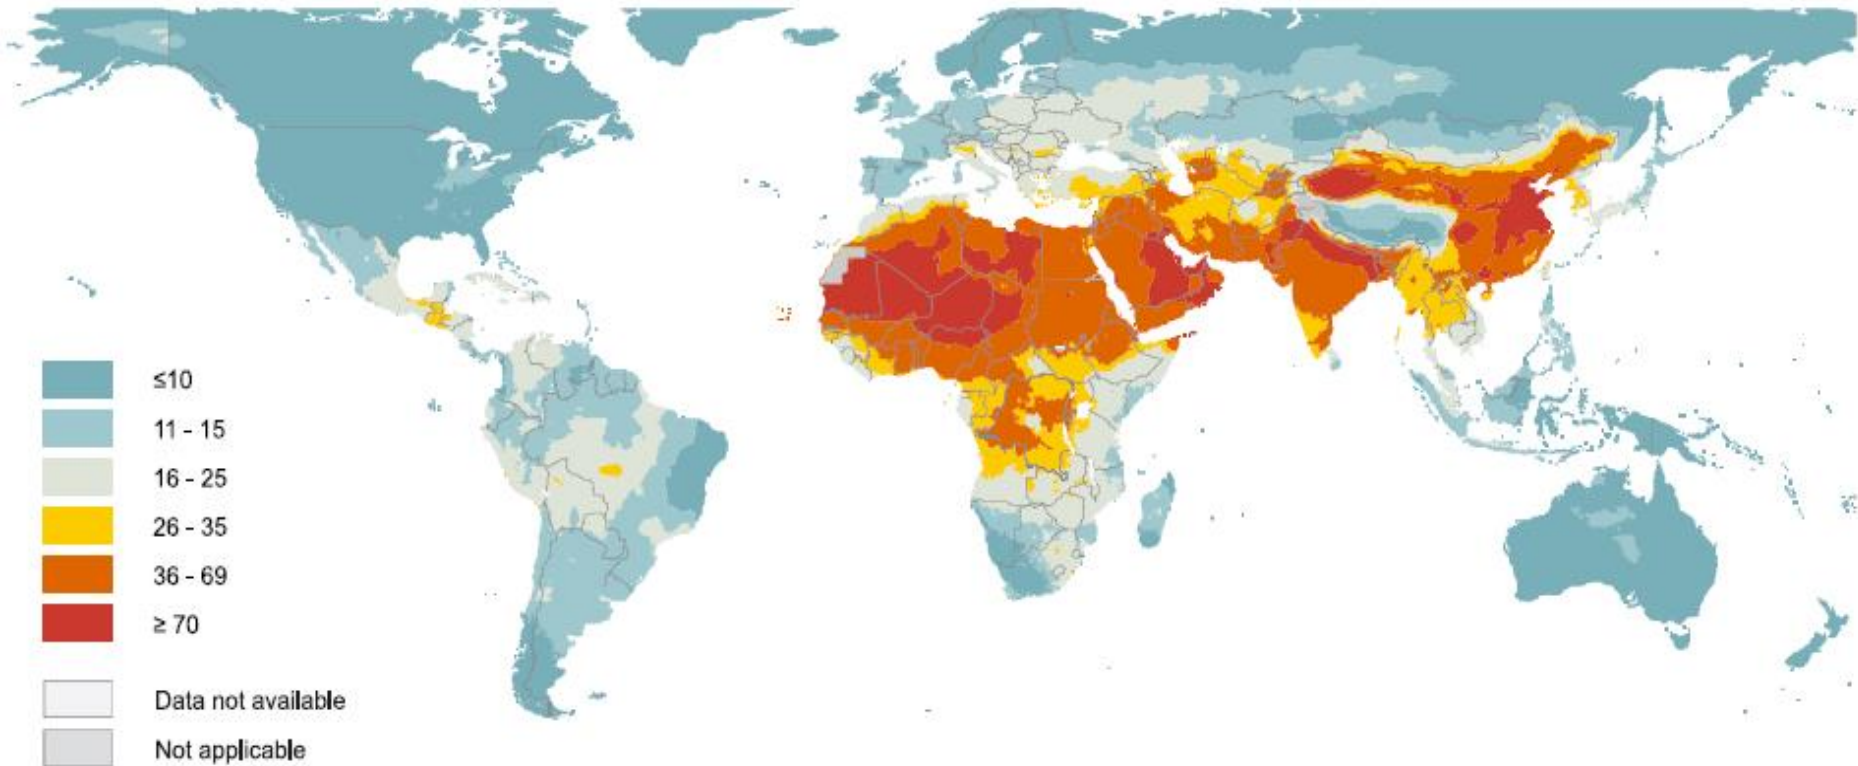 ≤10
11 - 15
16 - 25
26 - 35
36 - 69
≥ 70
Data not available
Not applicable